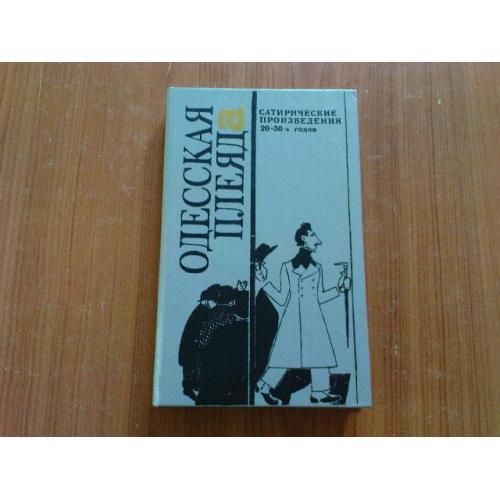 ОДЕССКАЯ
ПЛЕЯДа
САТИРИЧЕСКИЕ
ПРОИЗВЕДЕНИЯ
20-30-х годов